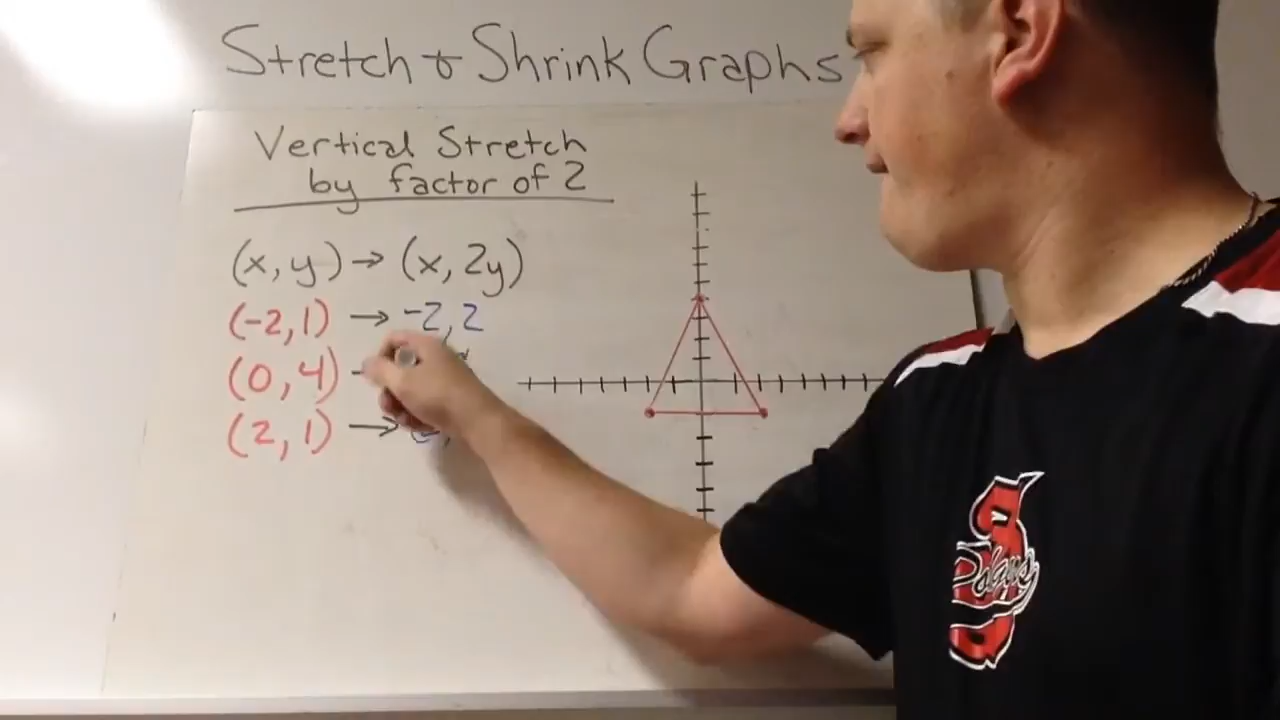 Stretch & Shrink Graphs
Vertical Stretch
by factor of 2
(x, y) → (x, 2y)
(-2, 1) → -2, 2
(0, 4) -
(2, 1) →